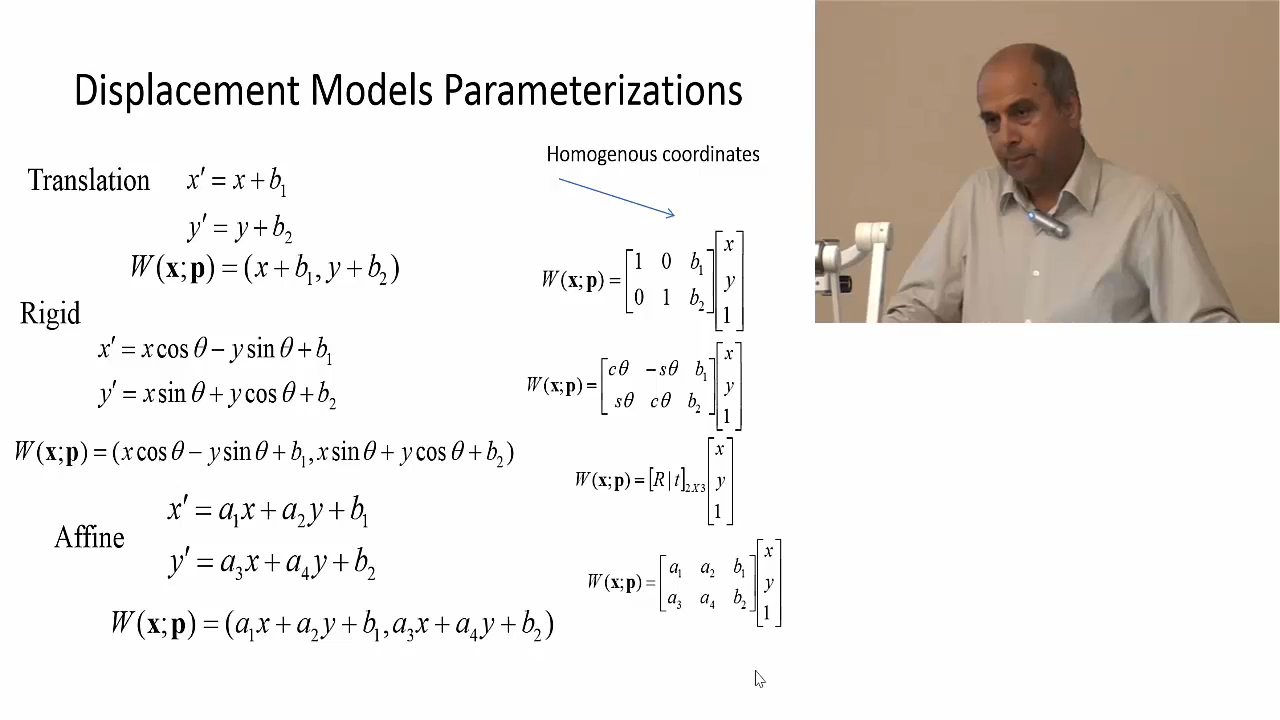 Displacement Models Parameterizations
Homogenous coordinates
Translation x′ = x + b₁
y′ = y + b₂
W(x;p) = (x + b₁, y + b₂)
W(x;p) = [1 0 b₁; 0 1 b₂] [x; y; 1]
Rigid
x′ = x cos θ − y sin θ + b₁
y′ = x sin θ + y cos θ + b₂
W(x;p) = [cθ −sθ b₁; sθ cθ b₂] [x; y; 1]
W(x;p) = (x cos θ − y sin θ + b₁, x sin θ + y cos θ + b₂)
W(x;p) = [R | t]₂ₓ₃ [x; y; 1]
Affine
x′ = a₁x + a₂y + b₁
y′ = a₃x + a₄y + b₂
W(x;p) = [a₁ a₂ b₁; a₃ a₄ b₂] [x; y; 1]
W(x;p) = (a₁x + a₂y + b₁, a₃x + a₄y + b₂)